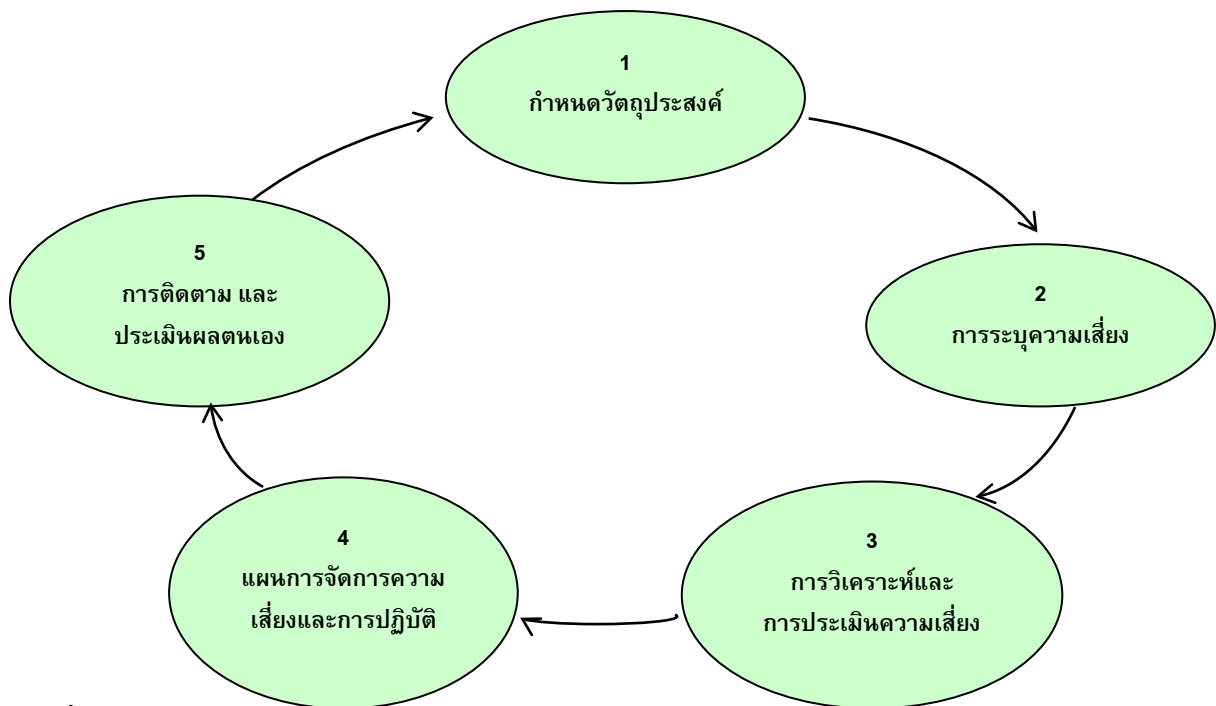 1
กำหนดวัตถุประสงค์
2
การระบุความเสี่ยง
3
การวิเคราะห์และ
การประเมินความเสี่ยง
4
แผนการจัดการความ
เสี่ยงและการปฏิบัติ
5
การติดตาม และ
ประเมินผลตนเอง